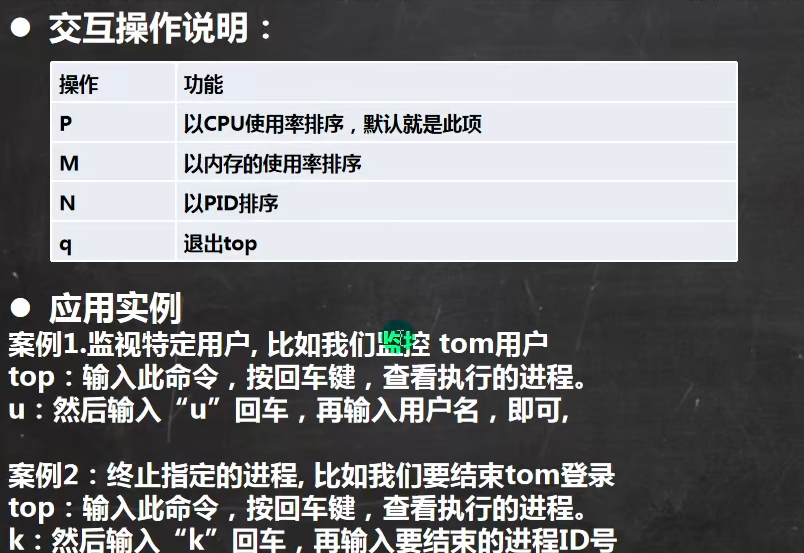 ● 交互操作说明：
操作 功能
P 以CPU使用率排序，默认就是此项
M 以内存的使用率排序
N 以PID排序
q 退出top
● 应用实例
案例1.监视特定用户, 比如我们监控 tom用户
top：输入此命令，按回车键，查看执行的进程。
u：然后输入“u”回车，再输入用户名，即可,
案例2：终止指定的进程, 比如我们要结束tom登录
top：输入此命令，按回车键，查看执行的进程。
k：然后输入“k”回车，再输入要结束的进程ID号